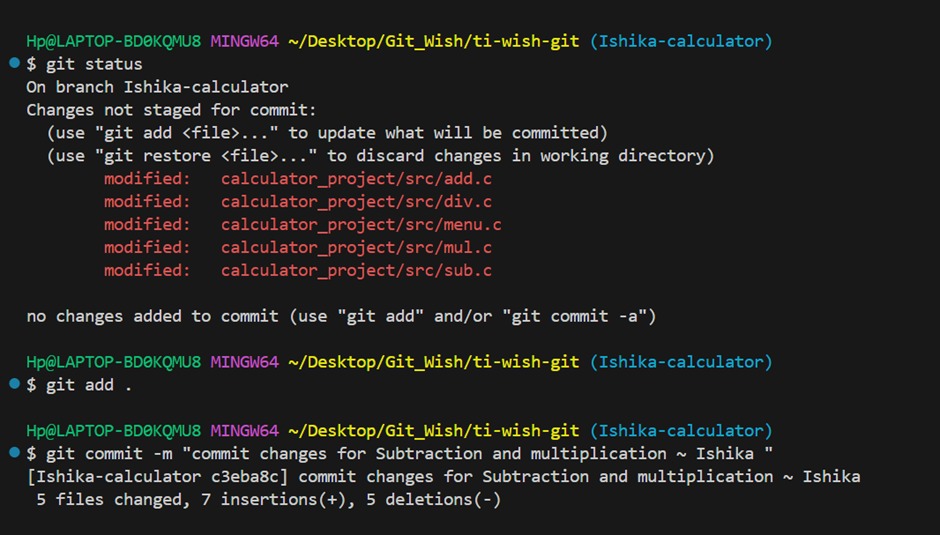 Hp@LAPTOP-BD0KQMU8 MINGW64 ~/Desktop/Git_Wish/ti-wish-git (Ishika-calculator)
$ git status
On branch Ishika-calculator
Changes not staged for commit:
  (use "git add <file>..." to update what will be committed)
  (use "git restore <file>..." to discard changes in working directory)
        modified:   calculator_project/src/add.c
        modified:   calculator_project/src/div.c
        modified:   calculator_project/src/menu.c
        modified:   calculator_project/src/mul.c
        modified:   calculator_project/src/sub.c
no changes added to commit (use "git add" and/or "git commit -a")
Hp@LAPTOP-BD0KQMU8 MINGW64 ~/Desktop/Git_Wish/ti-wish-git (Ishika-calculator)
$ git add .
Hp@LAPTOP-BD0KQMU8 MINGW64 ~/Desktop/Git_Wish/ti-wish-git (Ishika-calculator)
$ git commit -m "commit changes for Subtraction and multiplication ~ Ishika "
[Ishika-calculator c3eba8c] commit changes for Subtraction and multiplication ~ Ishika
 5 files changed, 7 insertions(+), 5 deletions(-)